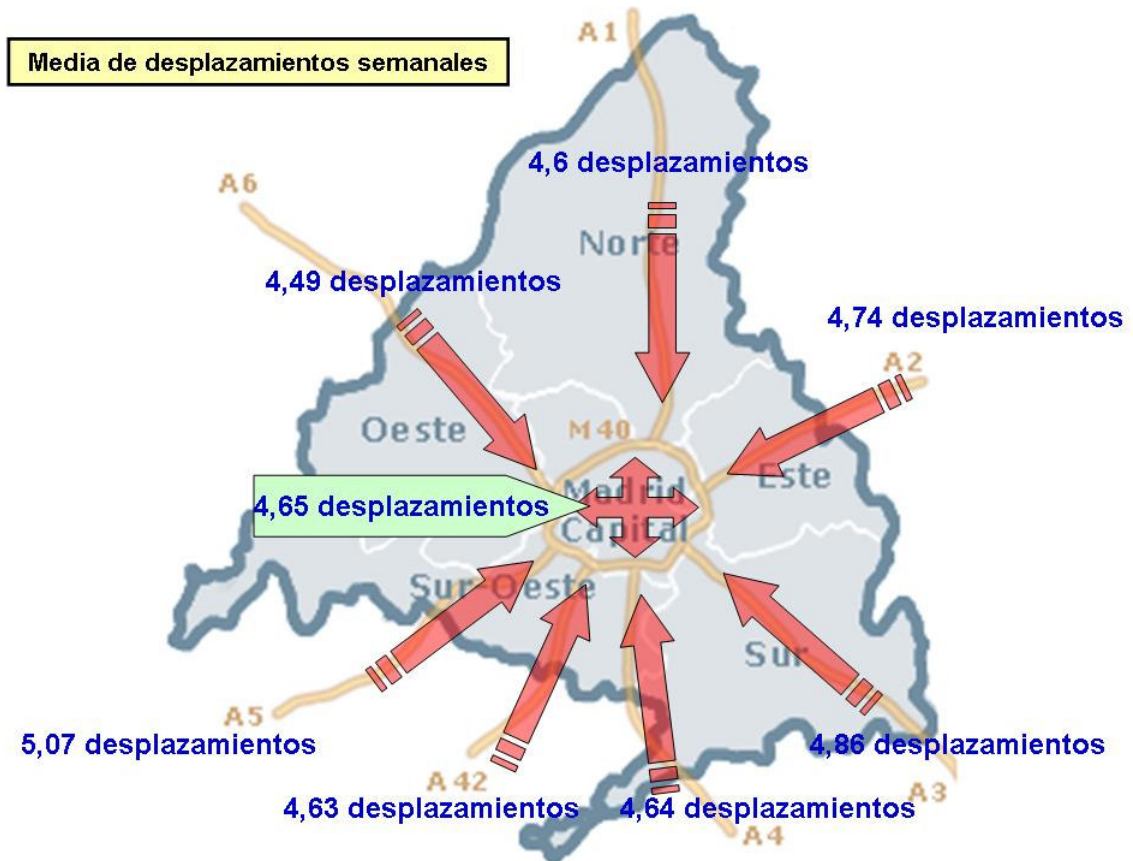 A1
Media de desplazamientos semanales
4,6 desplazamientos
A6
Norte
4,49 desplazamientos
4,74 desplazamientos
A2
Oeste
M40
Este
4,65 desplazamientos
Madrid
Capital
Sur-Oeste
Sur
A5
5,07 desplazamientos
4,86 desplazamientos
A42
A3
4,63 desplazamientos
4,64 desplazamientos
A4